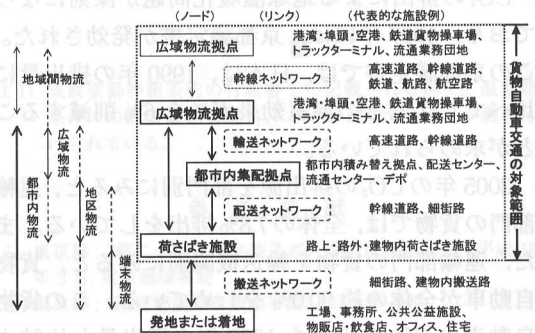 (ノード) (リンク) (代表的な施設例)
広域物流拠点
港湾・埠頭・空港、鉄道貨物操車場、
トラックターミナル、流通業務団地
幹線ネットワーク
高速道路、幹線道路、
鉄道、航路、航空路
広域物流拠点
港湾・埠頭・空港、鉄道貨物操車場、
トラックターミナル、流通業務団地
輸送ネットワーク
高速道路、幹線道路
都市内集配拠点
都市内積み替え拠点、配送センター、
流通センター、デポ
配送ネットワーク
幹線道路、細街路
荷さばき施設
路上・路外・建物内荷さばき施設
搬送ネットワーク
細街路、建物内搬送路
発地または着地
工場、事務所、公共公益施設、
物販店・飲食店、オフィス、住宅
地域間物流
広域物流
都市内物流
地区物流
端末物流
貨物自動車交通の対象範囲